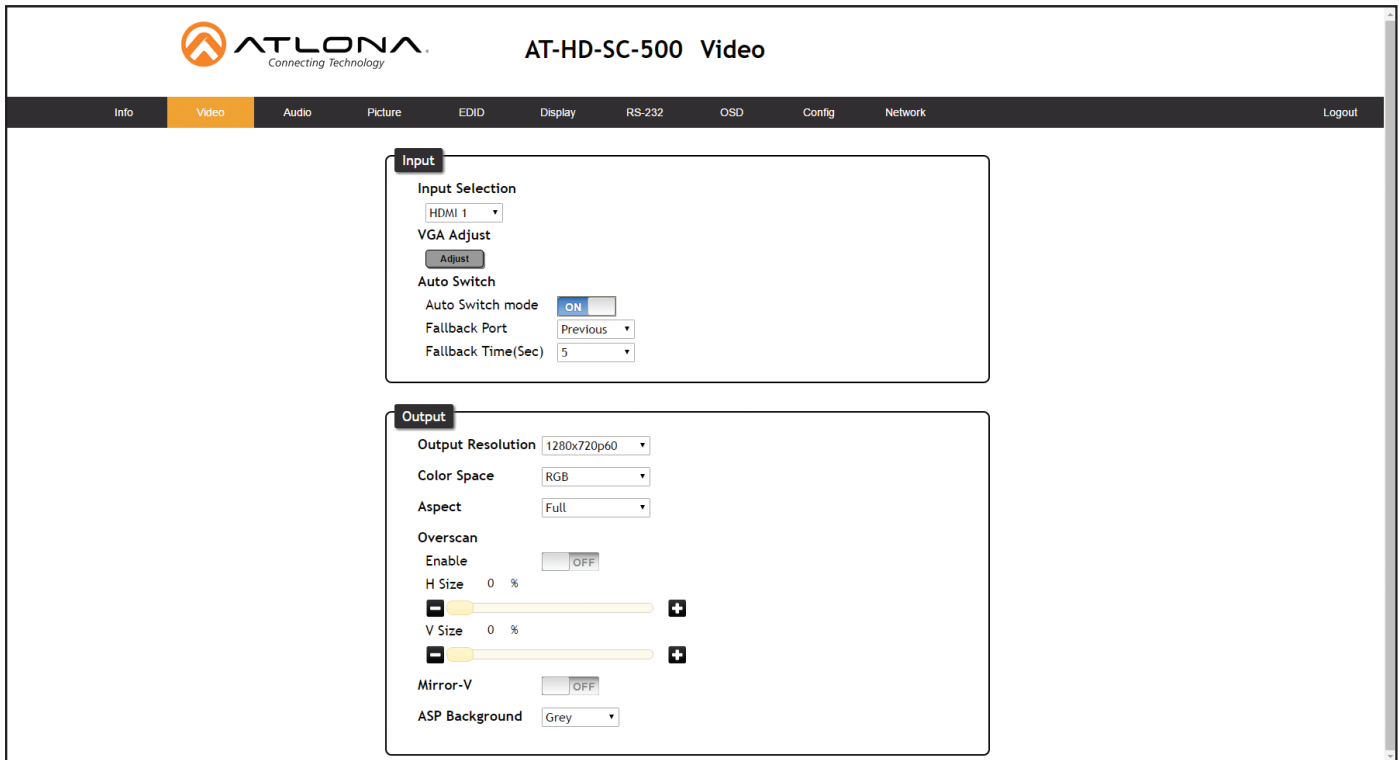 ATLONA.
Connecting Technology
AT-HD-SC-500 Video
Info Video Audio Picture EDID Display RS-232 OSD Config Network Logout
Input
Input Selection
HDMI 1
VGA Adjust
Adjust
Auto Switch
Auto Switch mode ON
Fallback Port Previous
Fallback Time(Sec) 5
Output
Output Resolution 1280x720p60
Color Space RGB
Aspect Full
Overscan
Enable OFF
H Size 0 %
V Size 0 %
Mirror-V OFF
ASP Background Grey